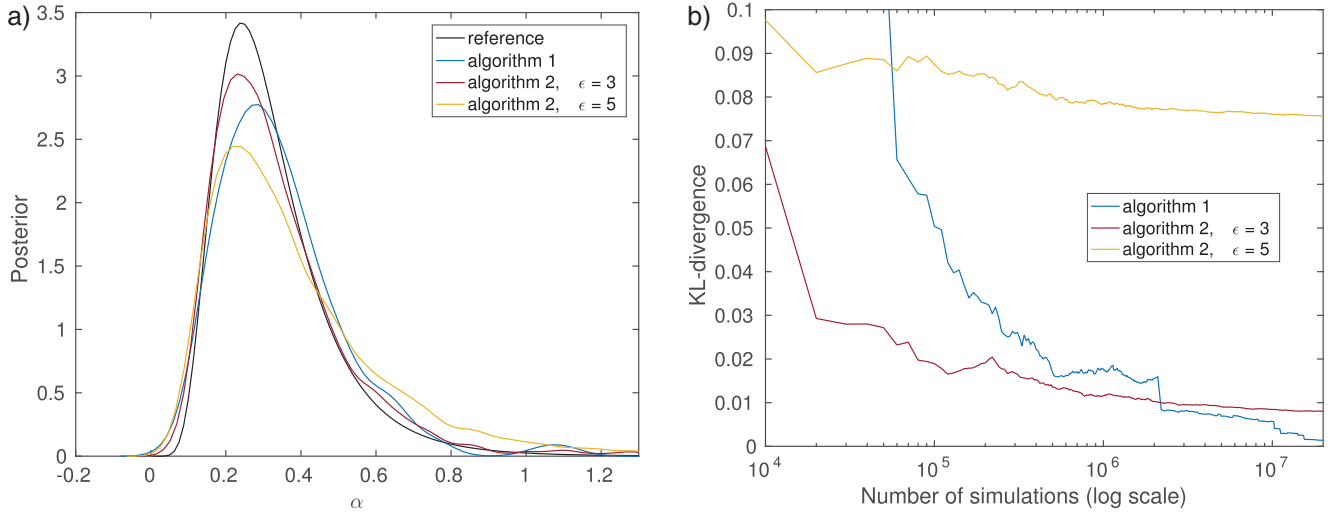 a)
3.5
3
2.5
2
1.5
1
0.5
0
-0.2
0
0.2
0.4
0.6
0.8
1
1.2
Posterior
α
reference
algorithm 1
algorithm 2, ϵ = 3
algorithm 2, ϵ = 5
b)
0.1
0.09
0.08
0.07
0.06
0.05
0.04
0.03
0.02
0.01
0
10^4
10^5
10^6
10^7
KL-divergence
Number of simulations (log scale)
algorithm 1
algorithm 2, ϵ = 3
algorithm 2, ϵ = 5